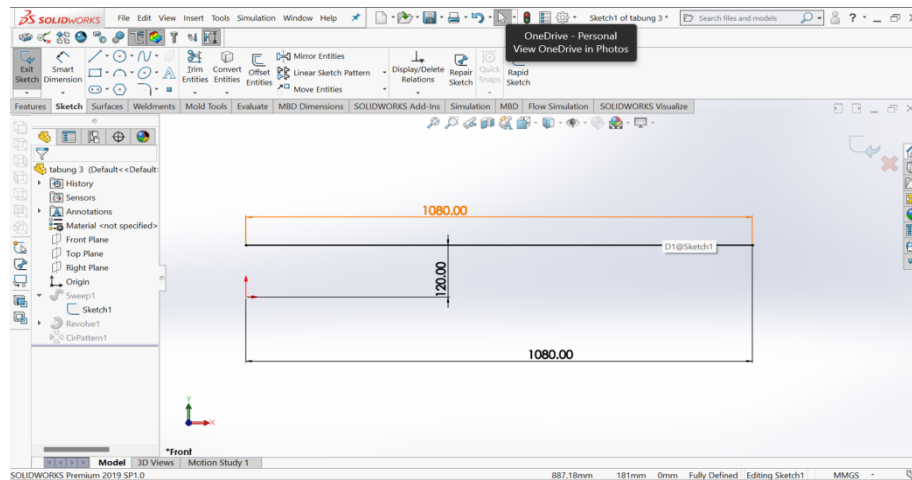 SOLIDWORKS File Edit View Insert Tools Simulation Window Help Sketch1 of tabung 3 * Search files and models ?
OneDrive - Personal
View OneDrive in Photos
Exit Sketch
Smart Dimension
Trim Entities
Convert Entities
Offset Entities
Mirror Entities
Linear Sketch Pattern
Move Entities
Display/Delete Relations
Repair Sketch
Quick Snaps
Rapid Sketch
Features Sketch Surfaces Weldments Mold Tools Evaluate MBD Dimensions SOLIDWORKS Add-Ins Simulation MBD Flow Simulation SOLIDWORKS Visualize
tabung 3 (Default<<Default
History
Sensors
Annotations
Material <not specified>
Front Plane
Top Plane
Right Plane
Origin
Sweep1
Sketch1
Revolve1
CirPattern1
1080.00
D1@Sketch1
120.00
1080.00
Y
X
*Front
Model 3D Views Motion Study 1
SOLIDWORKS Premium 2019 SP1.0 887.18mm 181mm 0mm Fully Defined Editing Sketch1 MMGS